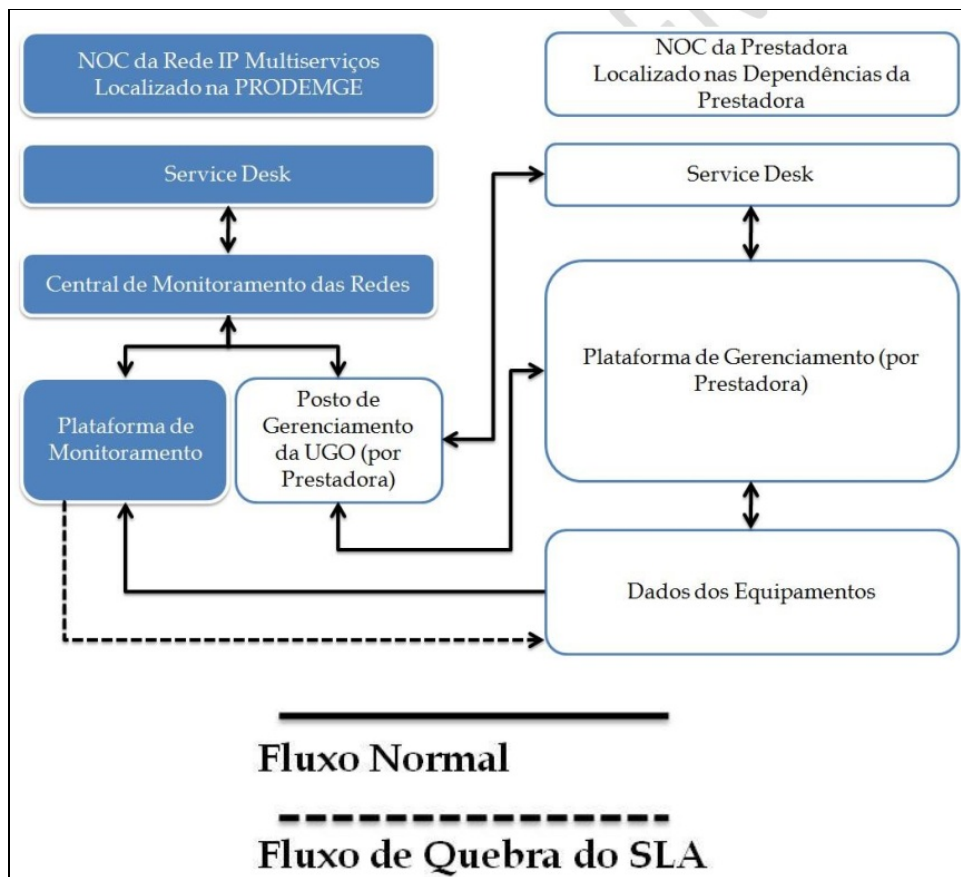 NOC da Rede IP Multiserviços
Localizado na PRODEMGE
NOC da Prestadora
Localizado nas Dependências da
Prestadora
Service Desk
Service Desk
Central de Monitoramento das Redes
Plataforma de Gerenciamento (por
Prestadora)
Plataforma de
Monitoramento
Posto de
Gerenciamento
da UGO (por
Prestadora)
Dados dos Equipamentos
Fluxo Normal
Fluxo de Quebra do SLA